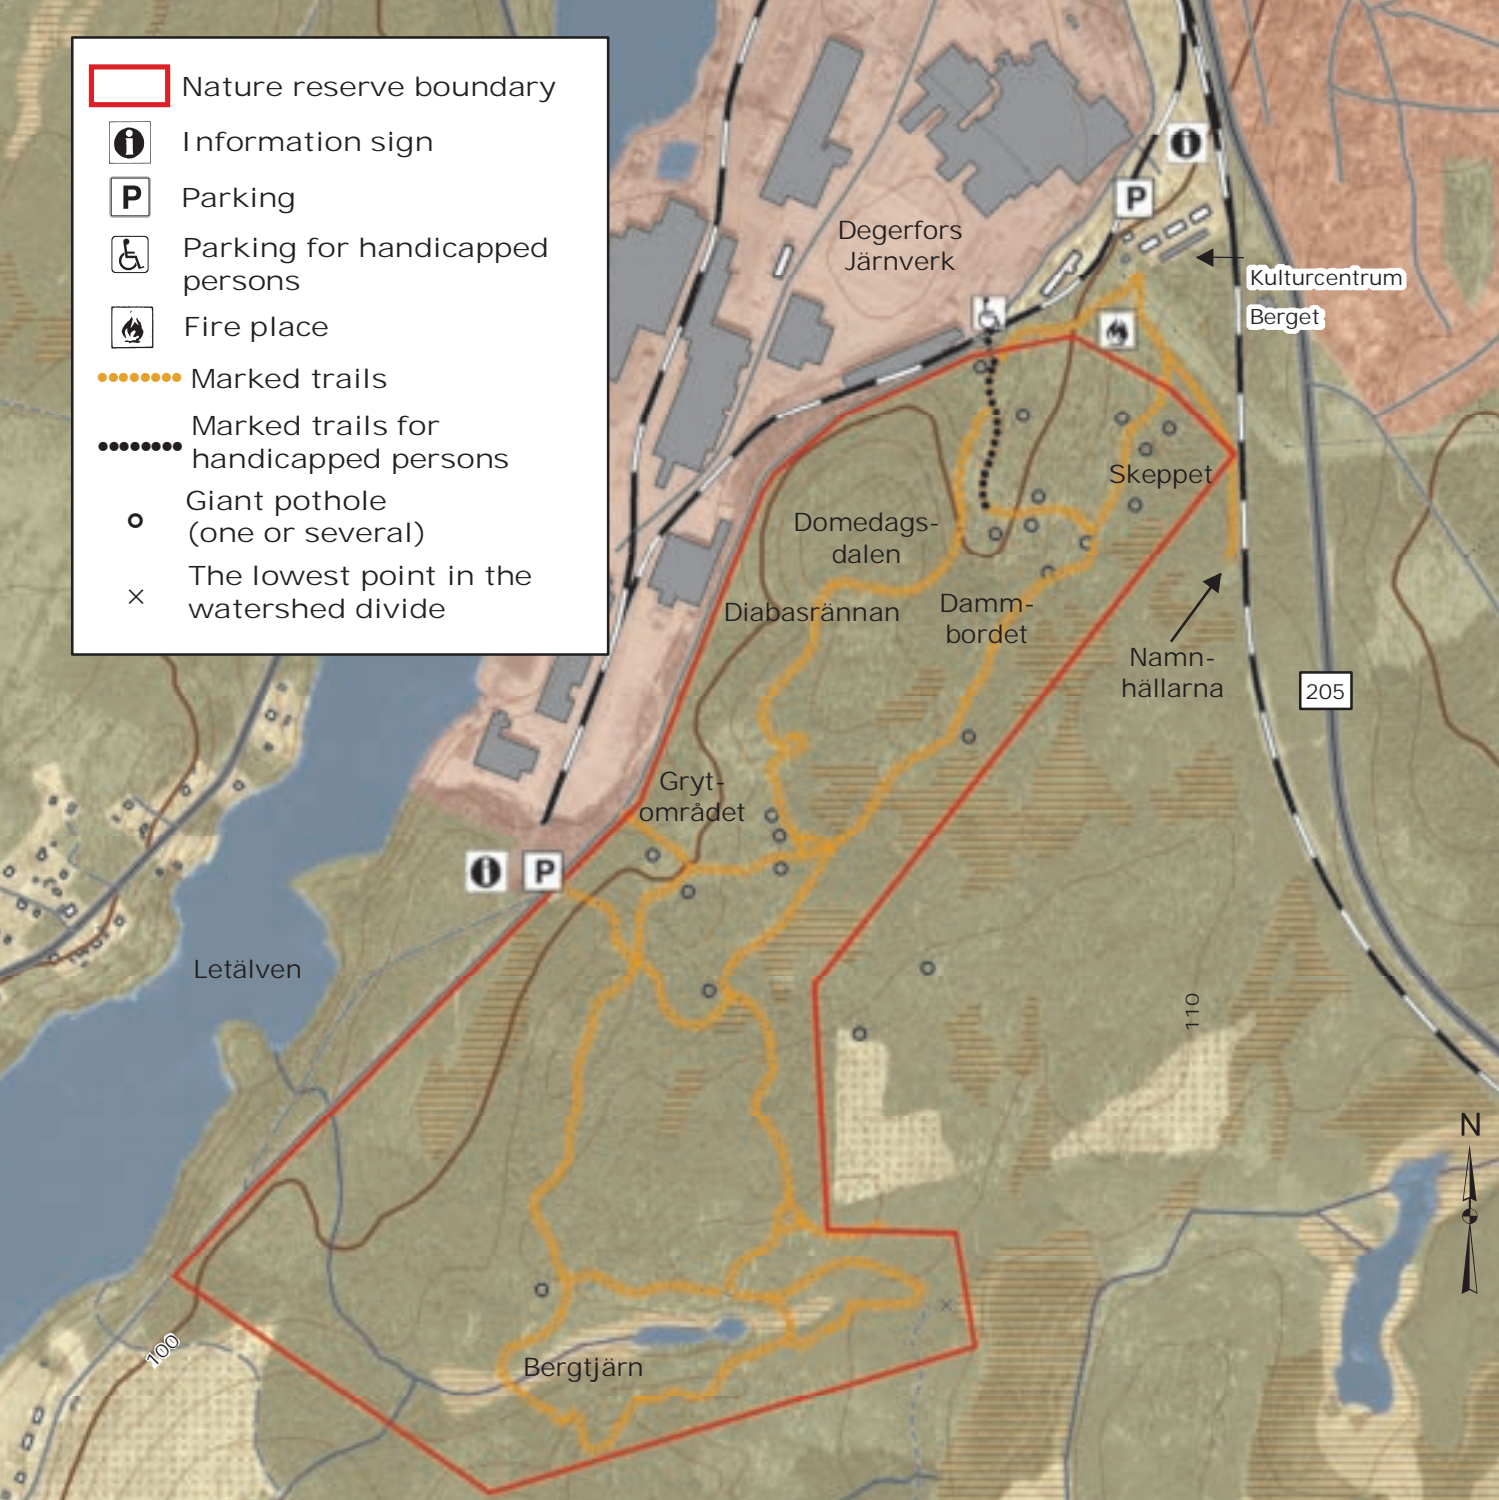 Nature reserve boundary
Information sign
P
Parking
Parking for handicapped
persons
Fire place
Marked trails
Marked trails for
handicapped persons
Giant pothole
(one or several)
The lowest point in the
watershed divide
P
Degerfors
Järnverk
Kulturcentrum
Berget
Skeppet
Domedags-
dalen
Diabasrännan
Damm-
bordet
Namn-
hällarna
205
Gryt-
området
P
Letälven
110
N
100
Bergtjärn